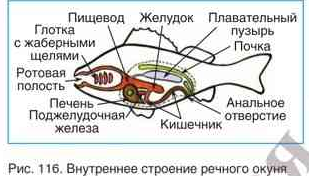 Пищевод Желудок Плавательный
пузырь
Глотка
с жаберными
щелями
Почка
Ротовая
полость
Печень
Поджелудочная
железа
Кишечник
Анальное
отверстие
Рис. 116. Внутреннее строение речного окуня